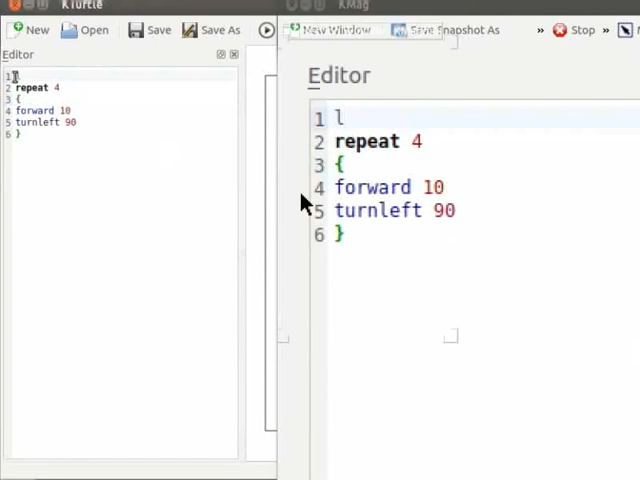 KTurtle
KMag
New Open Save Save As
New Window Save Snapshot As » Stop »
Editor
1
2 repeat 4
3 {
4 forward 10
5 turnleft 90
6 }
Editor
1 l
2 repeat 4
3 {
4 forward 10
5 turnleft 90
6 }